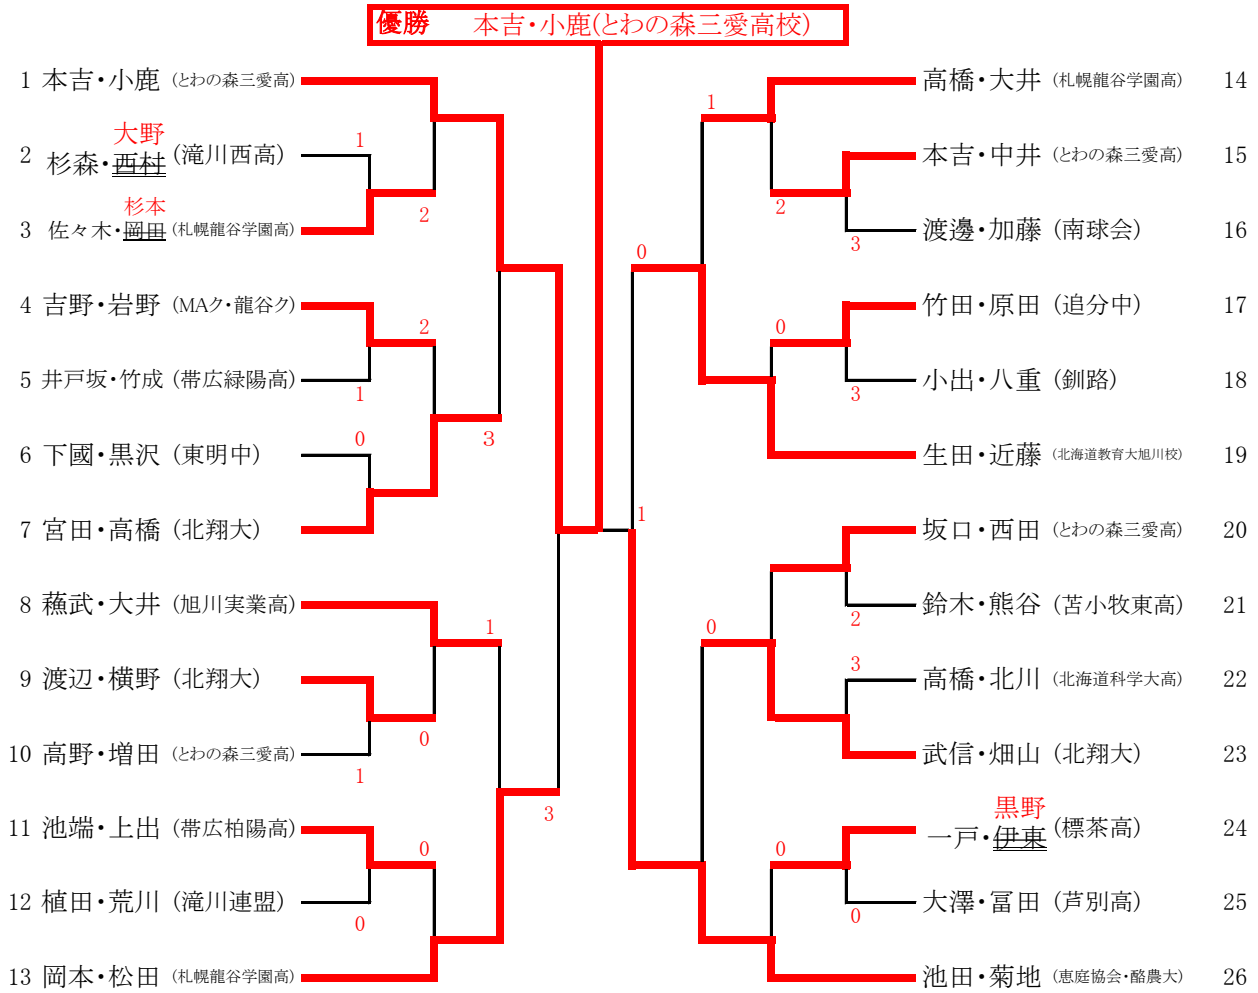 優勝 本吉・小鹿(とわの森三愛高校)
1 本吉・小鹿 (とわの森三愛高)
大野
2 杉森・西村 (滝川西高)
杉本
3 佐々木・岡田 (札幌龍谷学園高)
4 吉野・岩野 (MAク・龍谷ク)
5 井戸坂・竹成 (帯広緑陽高)
6 下國・黒沢 (東明中)
7 宮田・高橋 (北翔大)
8 蘓武・大井 (旭川実業高)
9 渡辺・横野 (北翔大)
10 高野・増田 (とわの森三愛高)
11 池端・上出 (帯広柏陽高)
12 植田・荒川 (滝川連盟)
13 岡本・松田 (札幌龍谷学園高)
1
2
2
1
0
3
1
0
1
0
0
3
高橋・大井 (札幌龍谷学園高) 14
本吉・中井 (とわの森三愛高) 15
渡邊・加藤 (南球会) 16
竹田・原田 (追分中) 17
小出・八重 (釧路) 18
生田・近藤 (北海道教育大旭川校) 19
坂口・西田 (とわの森三愛高) 20
鈴木・熊谷 (苫小牧東高) 21
高橋・北川 (北海道科学大高) 22
武信・畑山 (北翔大) 23
黒野
一戸・伊東 (標茶高) 24
大澤・冨田 (芦別高) 25
池田・菊地 (恵庭協会・酪農大) 26
1
2
3
0
0
3
1
2
0
3
0
0